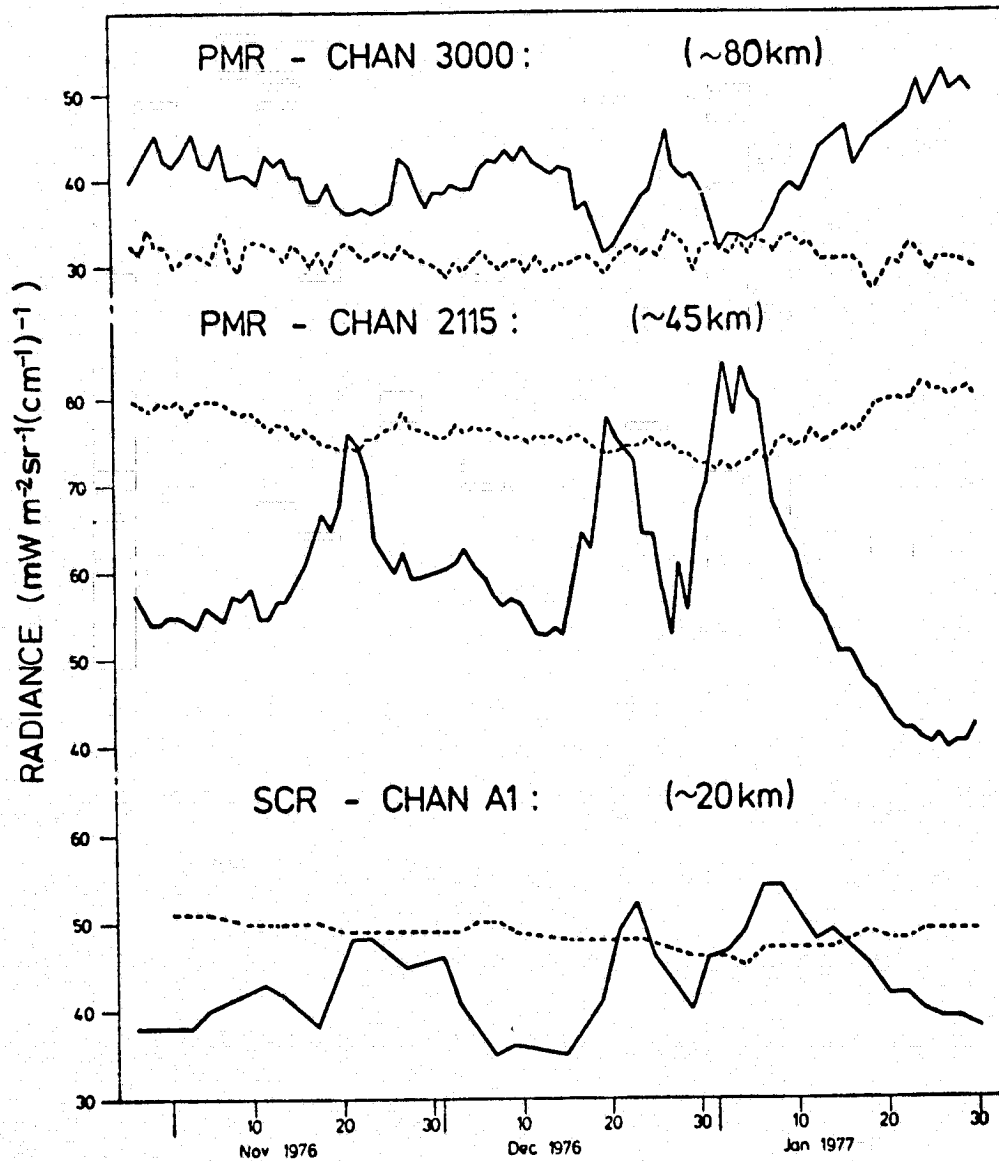 PMR - CHAN 3000 : (~80km)
50
40
30
PMR - CHAN 2115 : (~45km)
80
70
60
50
40
SCR - CHAN A1 : (~20km)
60
50
40
30
RADIANCE (mW m⁻² sr⁻¹ (cm⁻¹)⁻¹)
10 20 30 10 20 30 10 20 30
Nov 1976 Dec 1976 Jan 1977